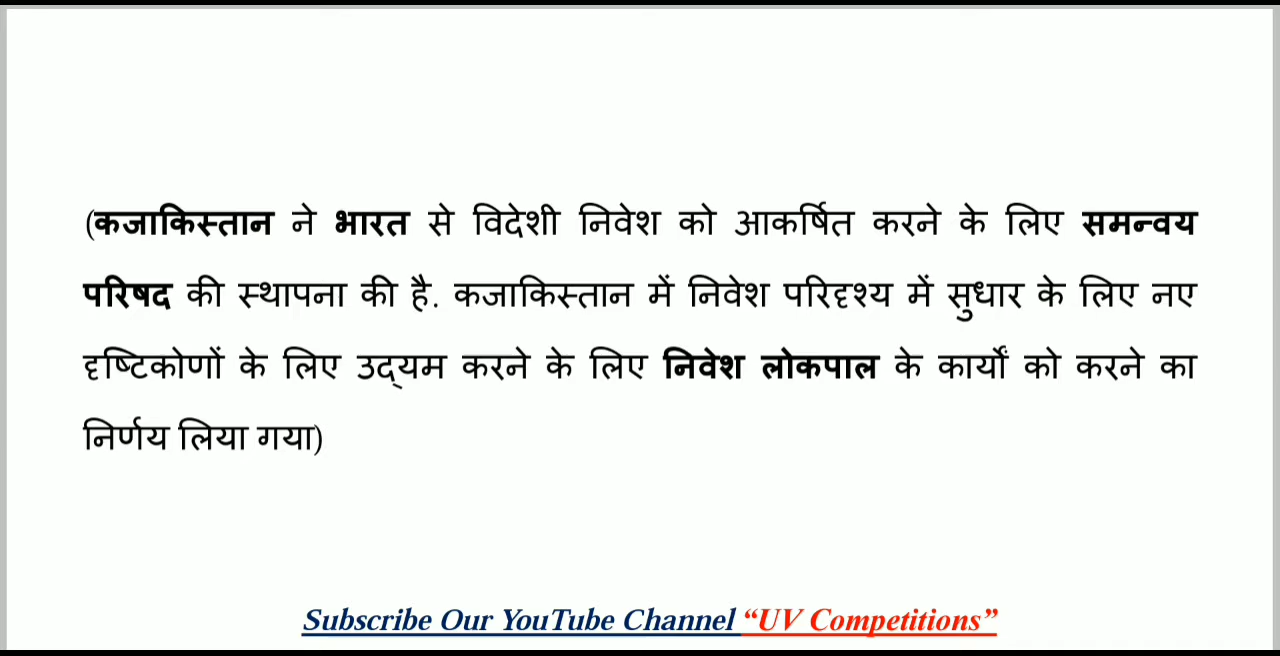 (कजाकिस्तान ने भारत से विदेशी निवेश को आकर्षित करने के लिए समन्वय
परिषद की स्थापना की है. कजाकिस्तान में निवेश परिदृश्य में सुधार के लिए नए
दृष्टिकोणों के लिए उद्यम करने के लिए निवेश लोकपाल के कार्यों को करने का
निर्णय लिया गया)
Subscribe Our YouTube Channel “UV Competitions”